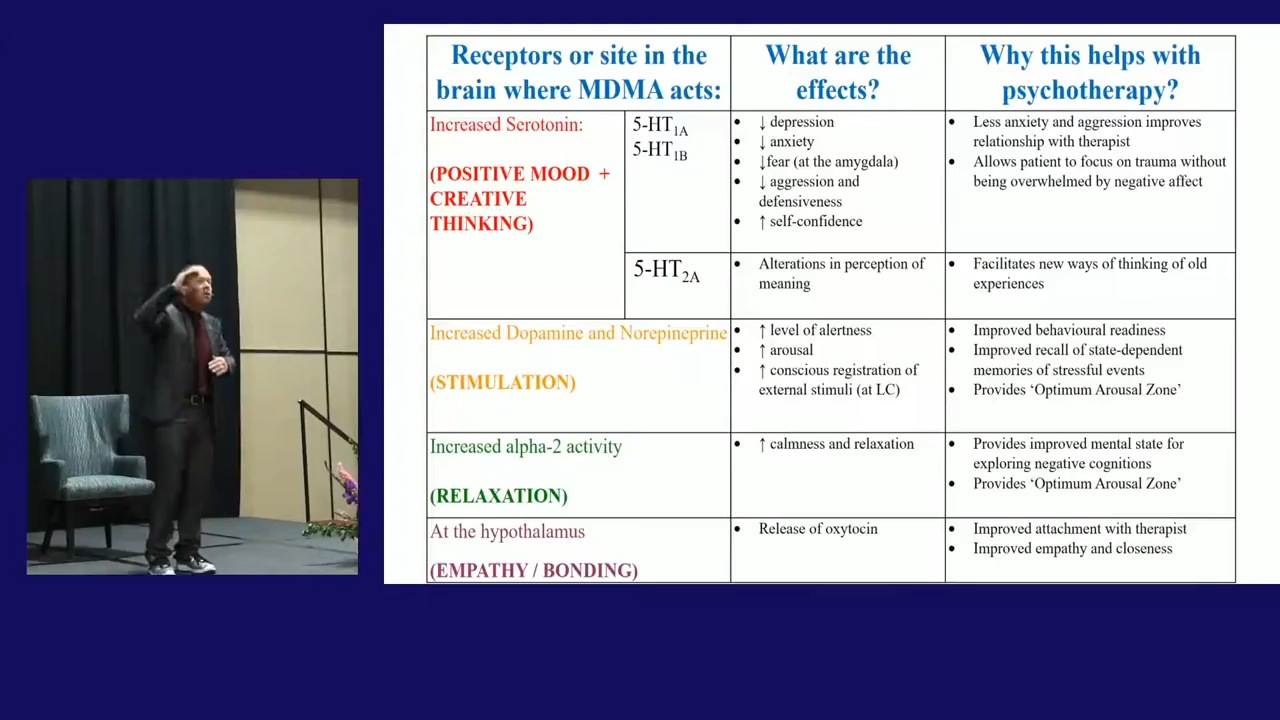 Receptors or site in the
brain where MDMA acts:
What are the
effects?
Why this helps with
psychotherapy?
Increased Serotonin:
(POSITIVE MOOD +
CREATIVE
THINKING)
5-HT1A
5-HT1B
• ↓ depression
• ↓ anxiety
• ↓fear (at the amygdala)
• ↓ aggression and
defensiveness
• ↑ self-confidence
• Less anxiety and aggression improves
relationship with therapist
• Allows patient to focus on trauma without
being overwhelmed by negative affect
5-HT2A
• Alterations in perception of
meaning
• Facilitates new ways of thinking of old
experiences
Increased Dopamine and Norepineprine
(STIMULATION)
• ↑ level of alertness
• ↑ arousal
• ↑ conscious registration of
external stimuli (at LC)
• Improved behavioural readiness
• Improved recall of state-dependent
memories of stressful events
• Provides ‘Optimum Arousal Zone’
Increased alpha-2 activity
(RELAXATION)
• ↑ calmness and relaxation
• Provides improved mental state for
exploring negative cognitions
• Provides ‘Optimum Arousal Zone’
At the hypothalamus
(EMPATHY / BONDING)
• Release of oxytocin
• Improved attachment with therapist
• Improved empathy and closeness